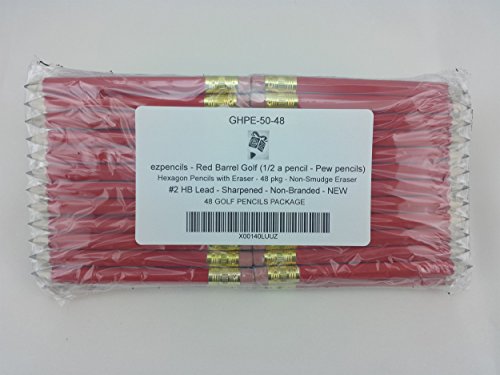 GHPE-50-48
ezpencils - Red Barrel Golf (1/2 a pencil - Pew pencils)
Hexagon Pencils with Eraser - 48 pkg - Non-Smudge Eraser
#2 HB Lead - Sharpened - Non-Branded - NEW
48 GOLF PENCILS PACKAGE
X00140LUUZ